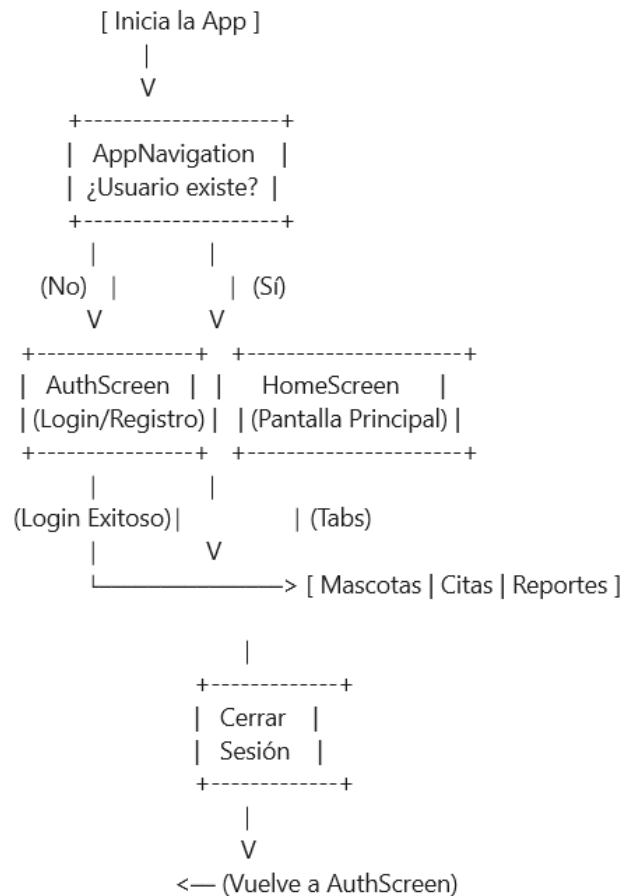 [ Inicia la App ]
|
V
+--------------------+
| AppNavigation |
| ¿Usuario existe? |
+--------------------+
| |
(No) | | (Sí)
V V
+----------------+ +----------------------+
| AuthScreen | | HomeScreen |
| (Login/Registro) | | (Pantalla Principal) |
+----------------+ +----------------------+
| |
(Login Exitoso) | | (Tabs)
| V
└──────────────> [ Mascotas | Citas | Reportes ]
|
+-------------+
| Cerrar |
| Sesión |
+-------------+
|
V
<— (Vuelve a AuthScreen)